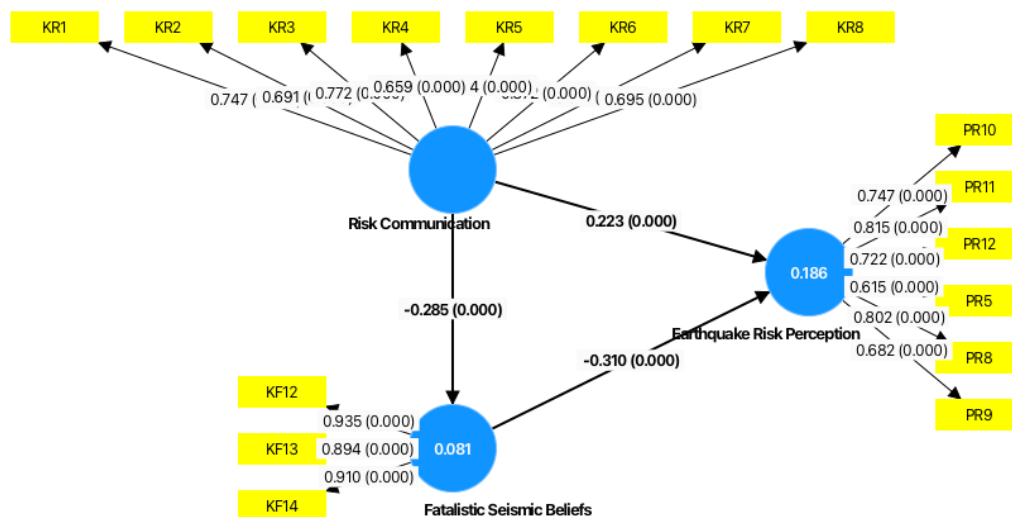 KR1 KR2 KR3 KR4 KR5 KR6 KR7 KR8
0.747 ( 0.691 0.772 0.659 (0.000) 4 (0.000) (0.000) ( 0.695 (0.000)
Risk Communication
0.223 (0.000)
-0.285 (0.000)
-0.310 (0.000)
0.186
Earthquake Risk Perception
PR10
0.747 (0.000)
PR11
0.815 (0.000)
PR12
0.722 (0.000)
0.615 (0.000)
PR5
0.802 (0.000)
PR8
0.682 (0.000)
PR9
KF12
0.935 (0.000)
KF13
0.894 (0.000)
0.910 (0.000)
KF14
0.081
Fatalistic Seismic Beliefs